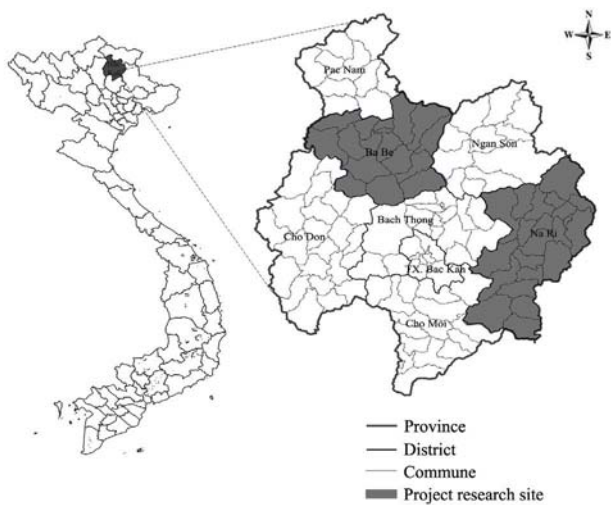 N
W E
S
Pac Nam
Ba Be
Ngan Son
Bach Thong
Cho Don
Na Ri
TX. Bac Kan
Cho Moi
Province
District
Commune
Project research site